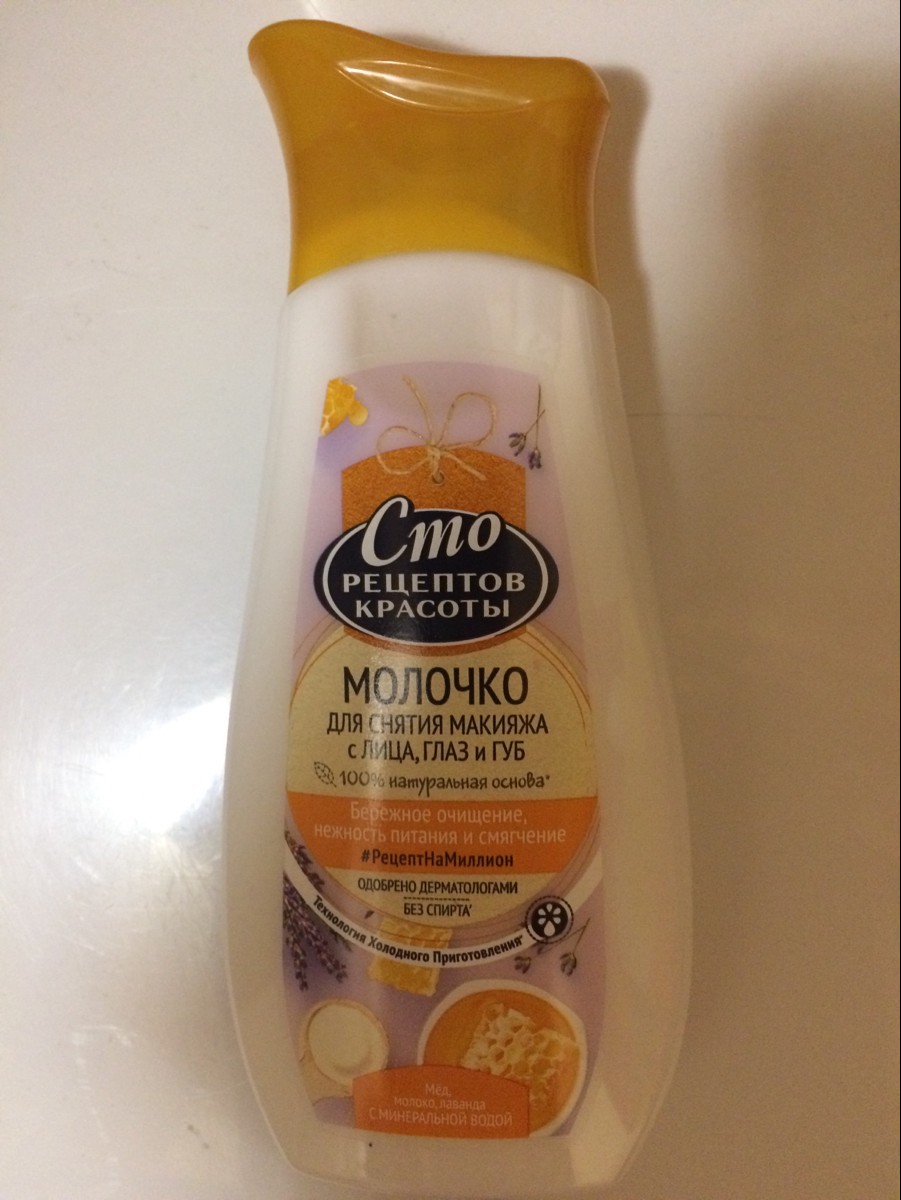 Сто
РЕЦЕПТОВ
КРАСОТЫ
МОЛОЧКО
ДЛЯ СНЯТИЯ МАКИЯЖА
с ЛИЦА, ГЛАЗ и ГУБ
100% натуральная основа*
Бережное очищение,
нежность питания и смягчение
#РецептНаМиллион
ОДОБРЕНО ДЕРМАТОЛОГАМИ
БЕЗ СПИРТА*
Технология Холодного Приготовления*
Мёд,
молоко, лаванда
С МИНЕРАЛЬНОЙ ВОДОЙ